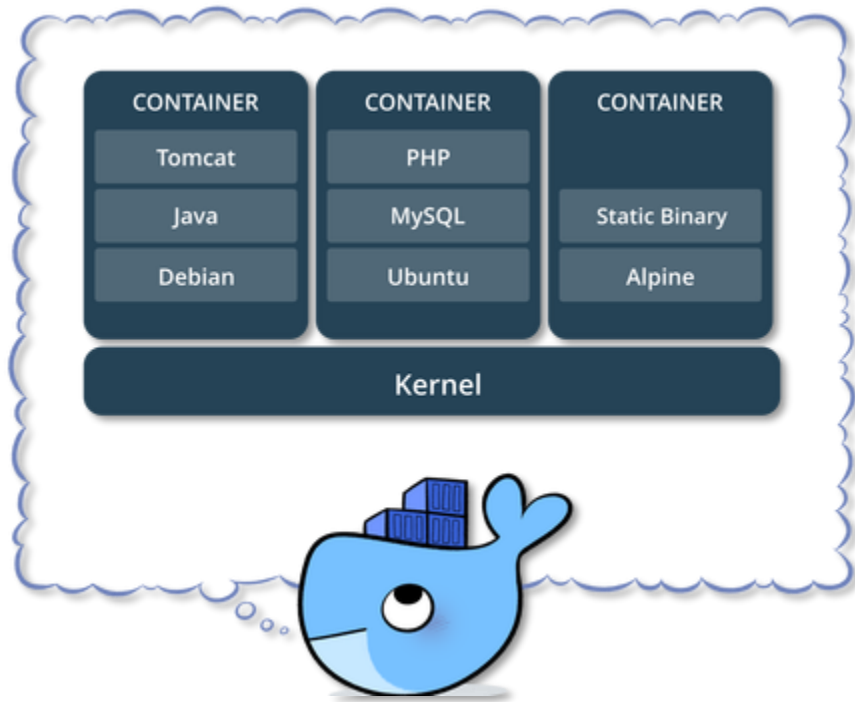 CONTAINER
Tomcat
Java
Debian
CONTAINER
PHP
MySQL
Ubuntu
CONTAINER
Static Binary
Alpine
Kernel